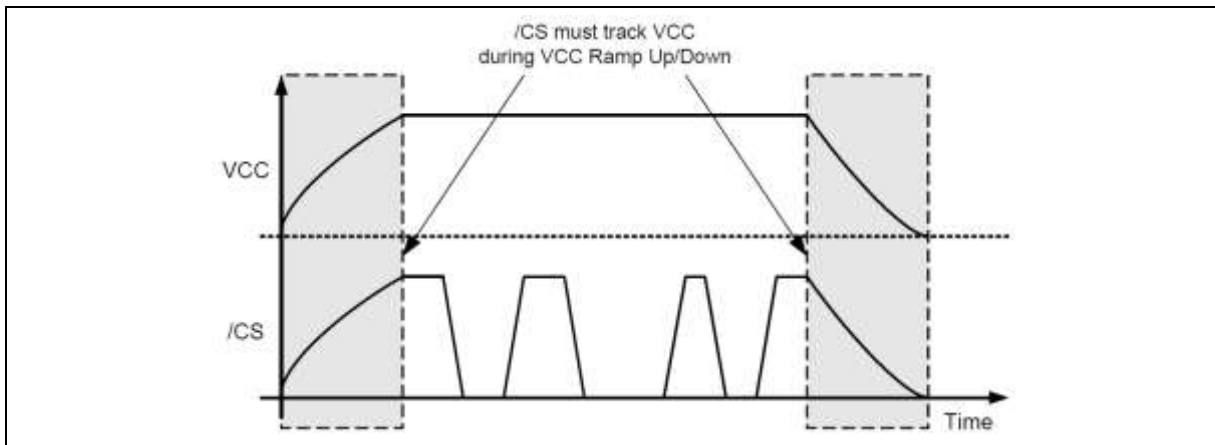 /CS must track VCC
during VCC Ramp Up/Down
VCC
/CS
Time